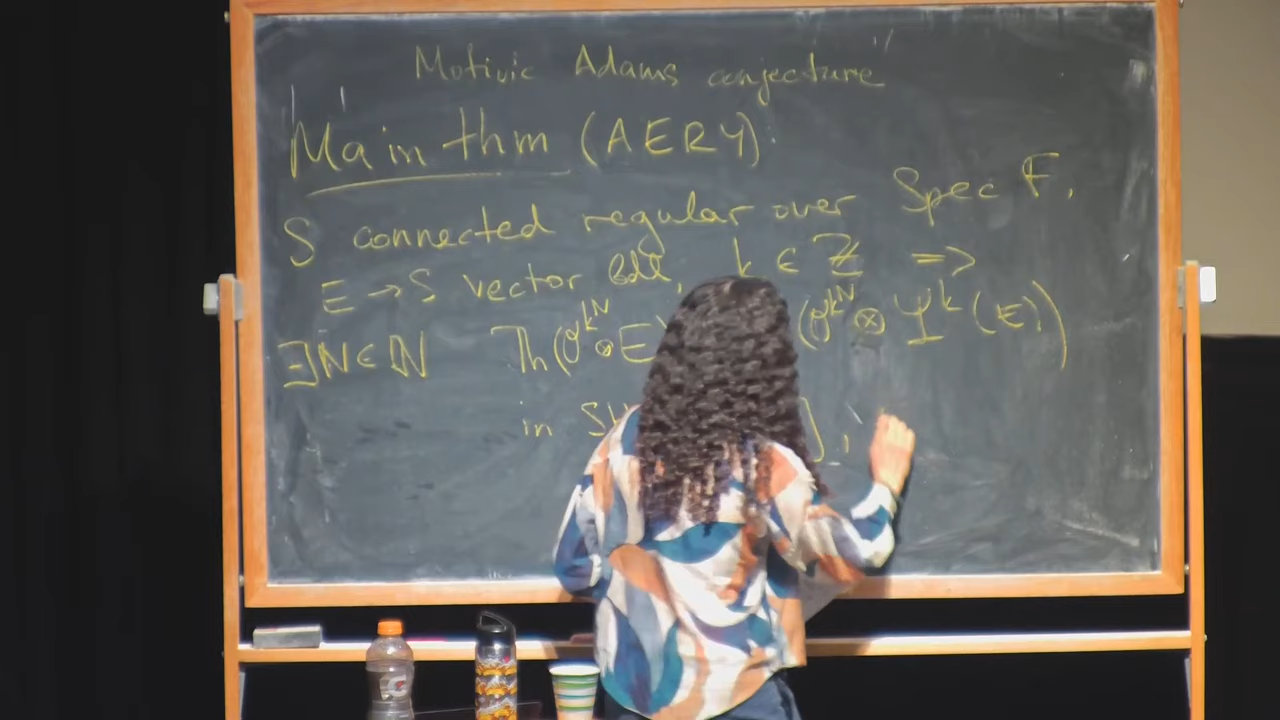 Motivic Adams conjecture
Main thm (AERY):
S connected regular over Spec F,
E → S vector bdl, k ∈ ℤ =>
∃N∈ℕ Th(O^{k^N} ⊗ E) (O^{k^N} ⊗ Ψ^k(E))
in